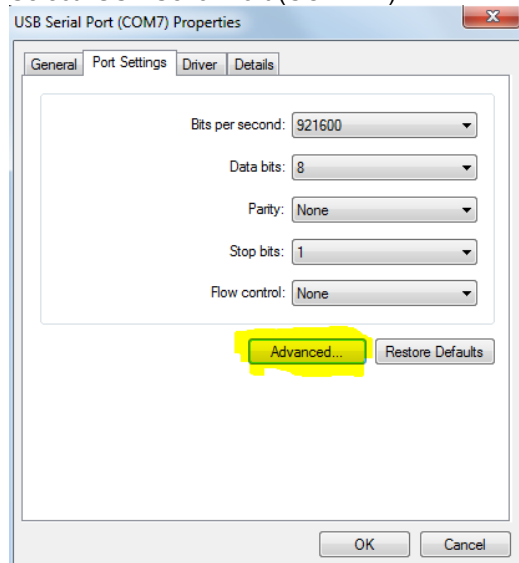 USB Serial Port (COM7) Properties
General Port Settings Driver Details
Bits per second: 921600
Data bits: 8
Parity: None
Stop bits: 1
Flow control: None
Advanced... Restore Defaults
OK Cancel